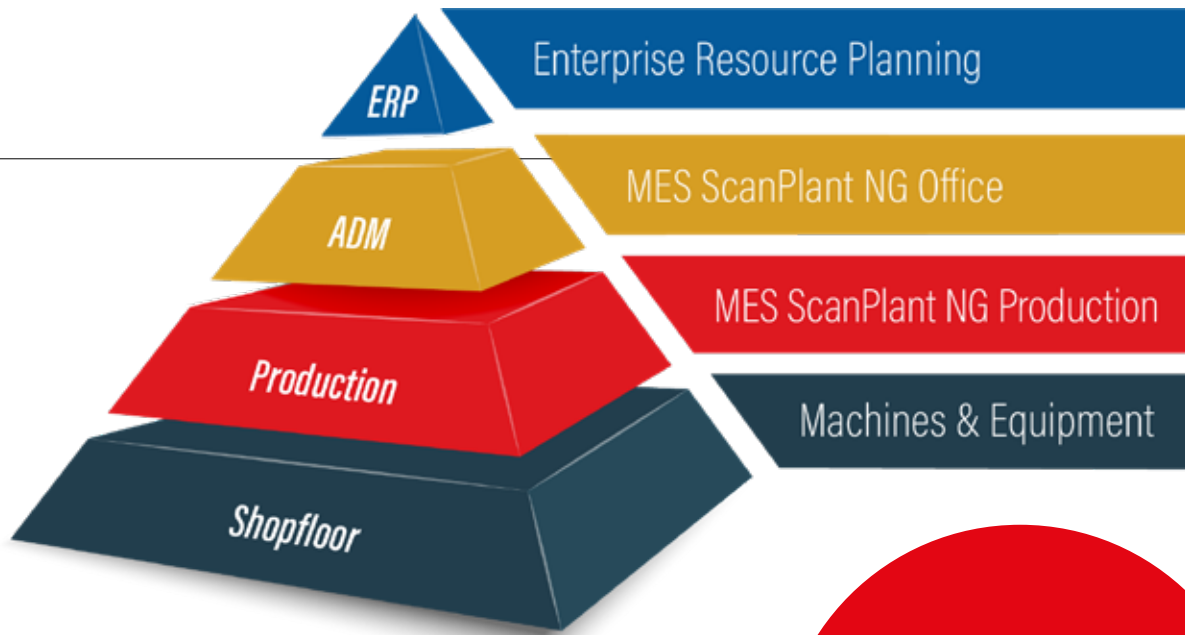 ERP
Enterprise Resource Planning
ADM
MES ScanPlant NG Office
Production
MES ScanPlant NG Production
Shopfloor
Machines & Equipment